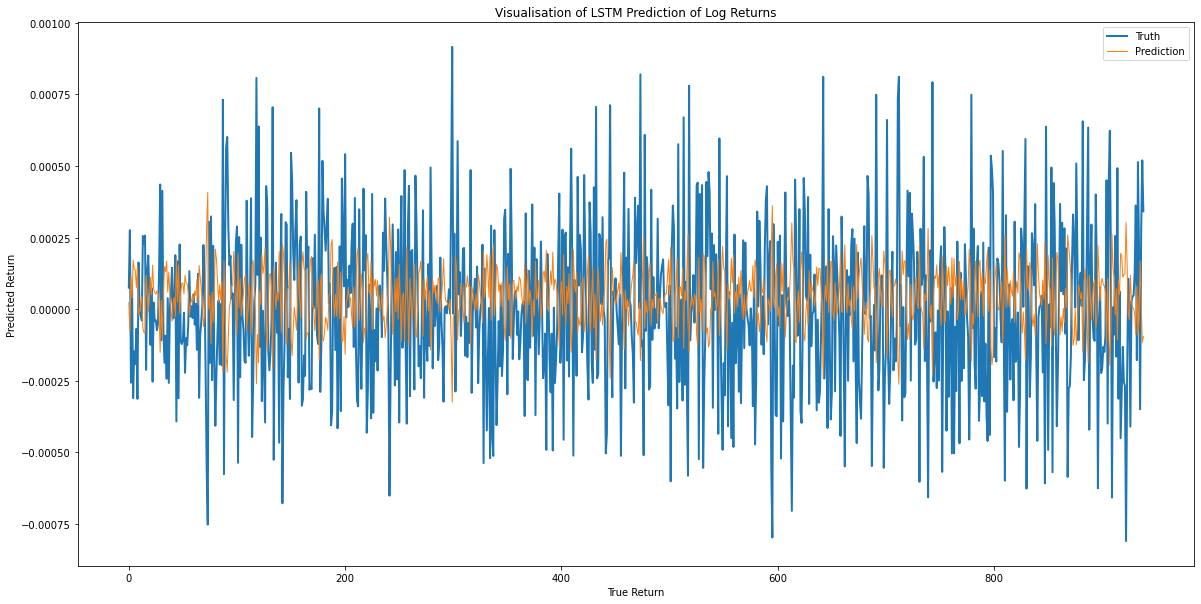 Visualisation of LSTM Prediction of Log Returns
Truth
Prediction
Predicted Return
0.00100
0.00075
0.00050
0.00025
0.00000
−0.00025
−0.00050
−0.00075
0
200
400
600
800
True Return